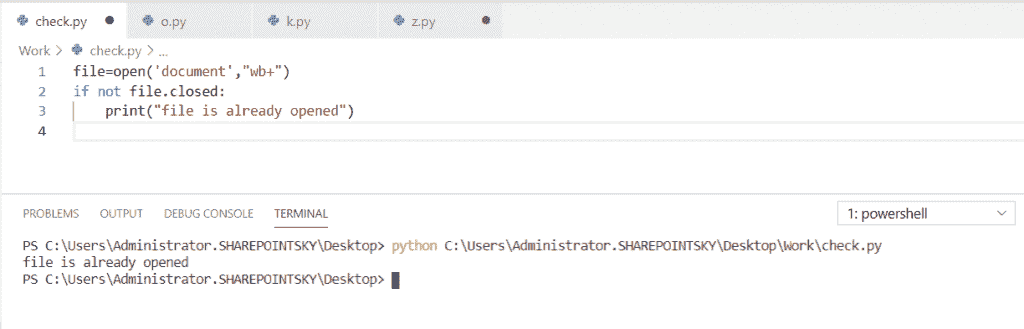 check.py o.py k.py z.py
Work > check.py > ...
1 file=open('document',"wb+")
2 if not file.closed:
3 print("file is already opened")
4
PROBLEMS OUTPUT DEBUG CONSOLE TERMINAL 1: powershell
PS C:\Users\Administrator.SHAREPOINTSKY\Desktop> python C:\Users\Administrator.SHAREPOINTSKY\Desktop\Work\check.py
file is already opened
PS C:\Users\Administrator.SHAREPOINTSKY\Desktop>